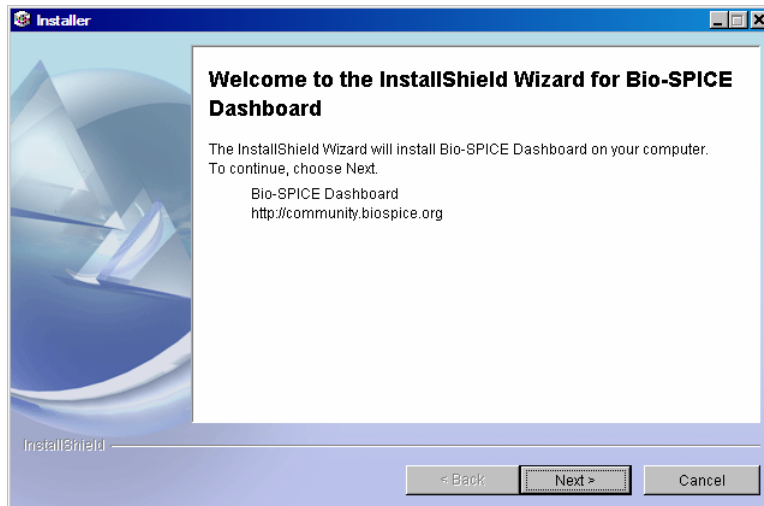 Installer
Welcome to the InstallShield Wizard for Bio-SPICE
Dashboard
The InstallShield Wizard will install Bio-SPICE Dashboard on your computer.
To continue, choose Next.
Bio-SPICE Dashboard
http://community.biospice.org
InstallShield
< Back
Next >
Cancel